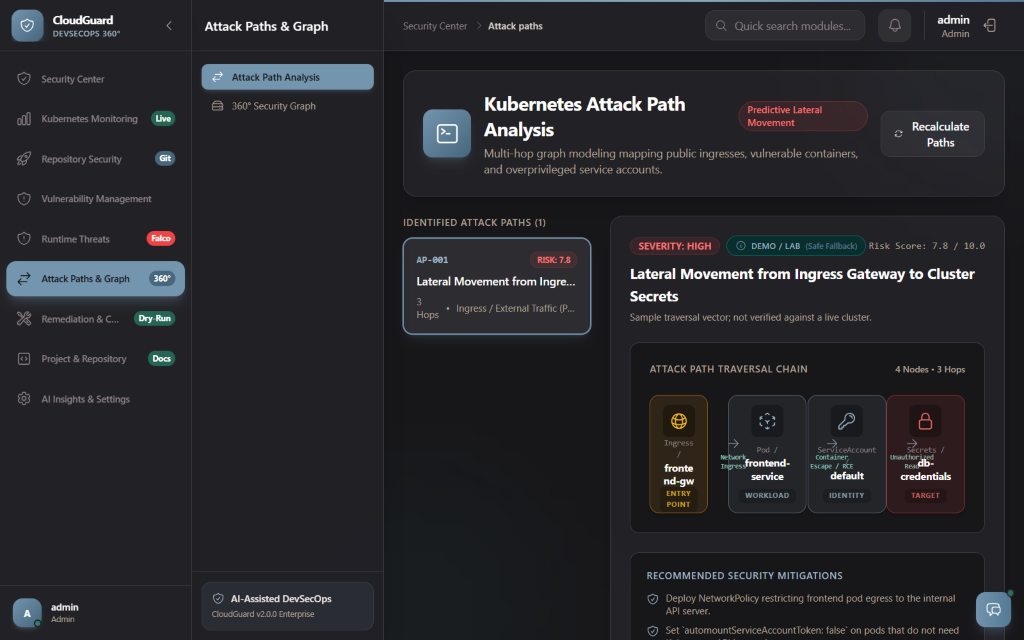 CloudGuard
DEVSECOPS 360°
Security Center
Kubernetes Monitoring Live
Repository Security Git
Vulnerability Management
Runtime Threats Falco
Attack Paths & Graph 360°
Remediation & C... Dry-Run
Project & Repository Docs
AI Insights & Settings
A
admin
Admin
Attack Paths & Graph
Attack Path Analysis
360° Security Graph
AI-Assisted DevSecOps
CloudGuard v2.0.0 Enterprise
Security Center > Attack paths
Quick search modules...
admin
Admin
Kubernetes Attack Path
Analysis
Predictive Lateral
Movement
Multi-hop graph modeling mapping public ingresses, vulnerable containers,
and overprivileged service accounts.
Recalculate
Paths
IDENTIFIED ATTACK PATHS (1)
AP-001 RISK: 7.8
Lateral Movement from Ingre...
3
Hops • Ingress / External Traffic (P...
SEVERITY: HIGH DEMO / LAB (Safe Fallback) Risk Score: 7.8 / 10.0
Lateral Movement from Ingress Gateway to Cluster
Secrets
Sample traversal vector; not verified against a live cluster.
ATTACK PATH TRAVERSAL CHAIN 4 Nodes • 3 Hops
Ingress
/
fronte
nd-gw
ENTRY
POINT
Network
Ingress
Pod /
frontend-
service
WORKLOAD
Container
Escape / RCE
ServiceAccount
default
IDENTITY
Unauthorized
Read
Secrets /
db-
credentials
TARGET
RECOMMENDED SECURITY MITIGATIONS
Deploy NetworkPolicy restricting frontend pod egress to the internal
API server.
Set `automountServiceAccountToken: false` on pods that do not need